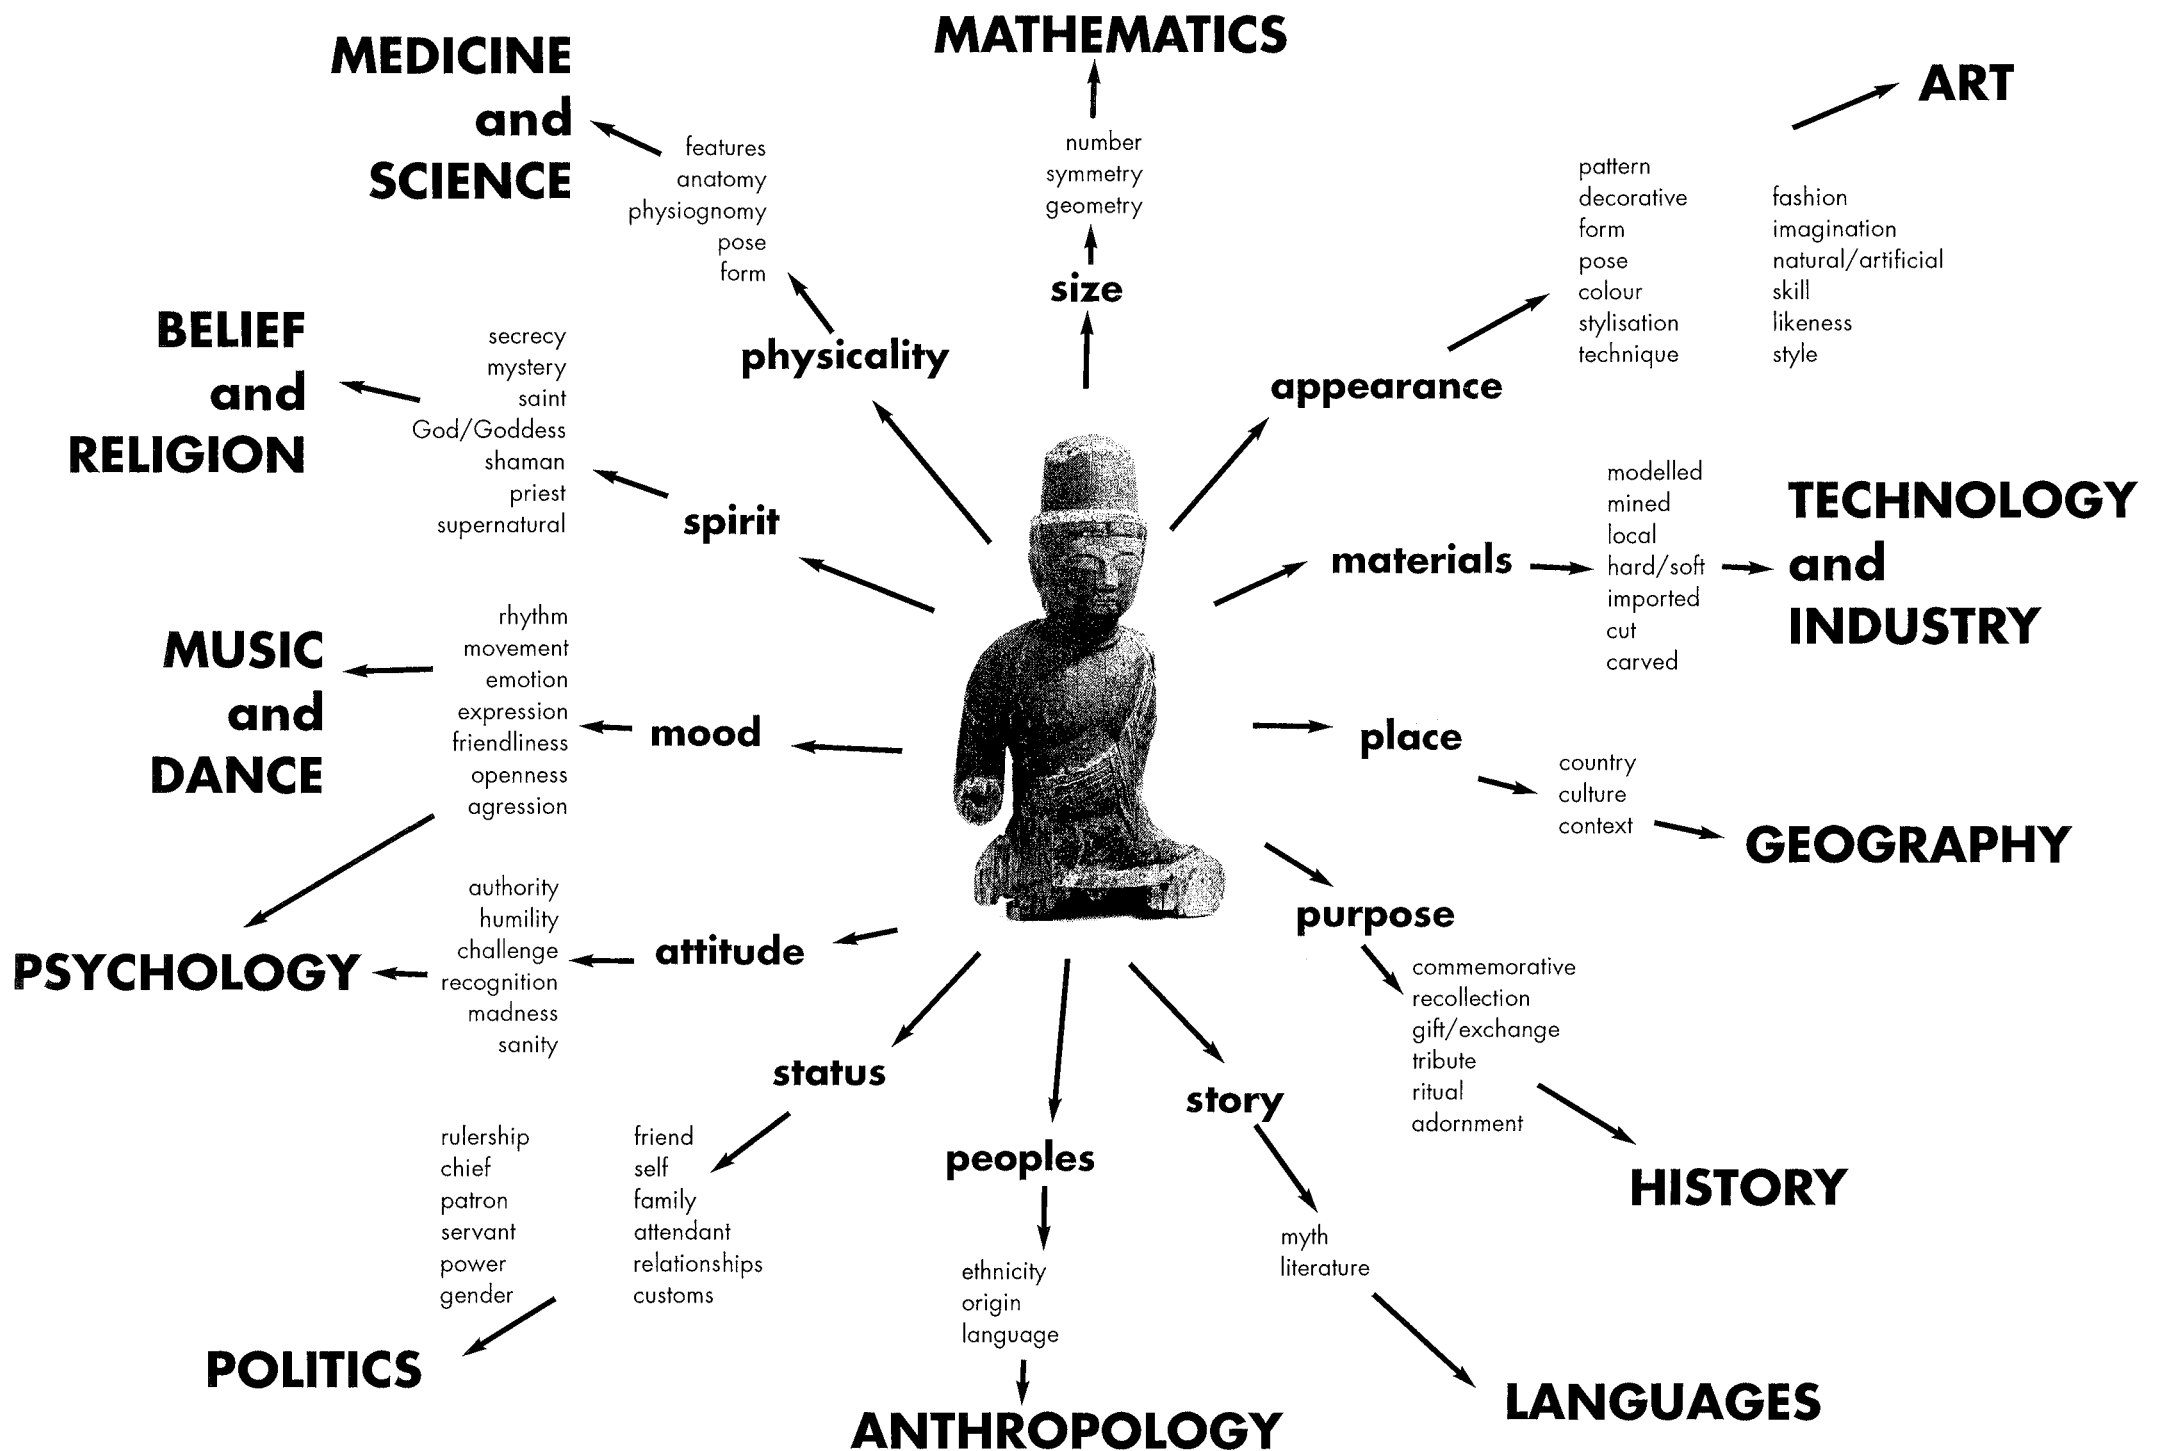 MATHEMATICS
number
symmetry
geometry
size
ART
pattern
decorative
form
pose
colour
stylisation
technique
fashion
imagination
natural/artificial
skill
likeness
style
appearance
TECHNOLOGY
and
INDUSTRY
modelled
mined
local
hard/soft
imported
cut
carved
materials
place
country
culture
context
GEOGRAPHY
purpose
commemorative
recollection
gift/exchange
tribute
ritual
adornment
HISTORY
story
myth
literature
LANGUAGES
peoples
ethnicity
origin
language
ANTHROPOLOGY
status
friend
self
family
attendant
relationships
customs
rulership
chief
patron
servant
power
gender
POLITICS
attitude
authority
humility
challenge
recognition
madness
sanity
PSYCHOLOGY
mood
rhythm
movement
emotion
expression
friendliness
openness
agression
MUSIC
and
DANCE
spirit
secrecy
mystery
saint
God/Goddess
shaman
priest
supernatural
BELIEF
and
RELIGION
physicality
features
anatomy
physiognomy
pose
form
MEDICINE
and
SCIENCE